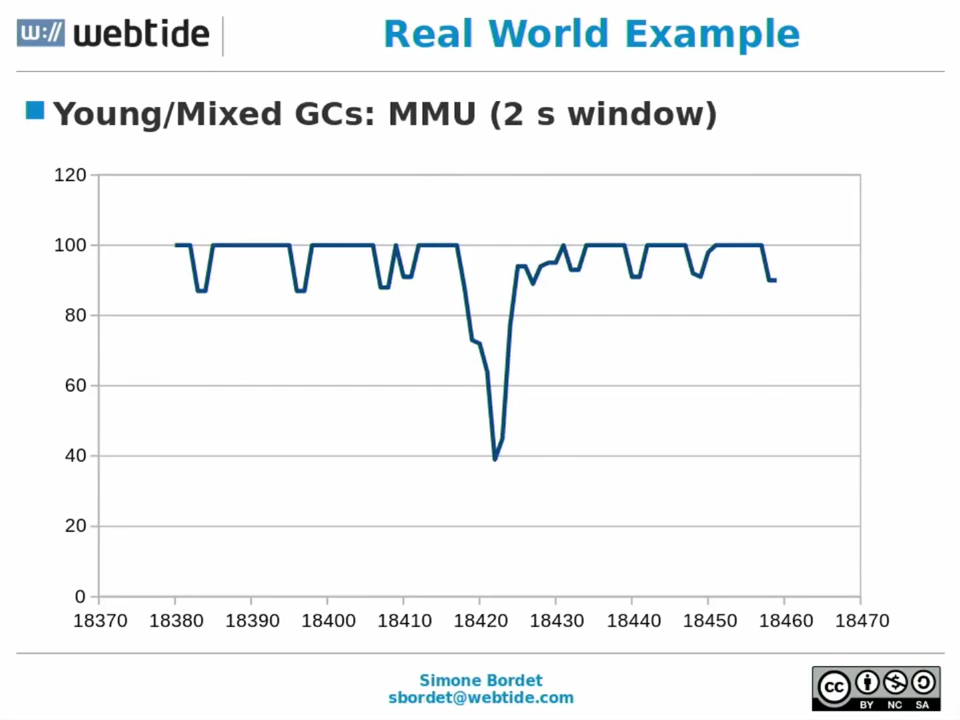 w:// webtide
Real World Example
Young/Mixed GCs: MMU (2 s window)
120
100
80
60
40
20
0
18370 18380 18390 18400 18410 18420 18430 18440 18450 18460 18470
Simone Bordet
sbordet@webtide.com
cc
BY NC SA